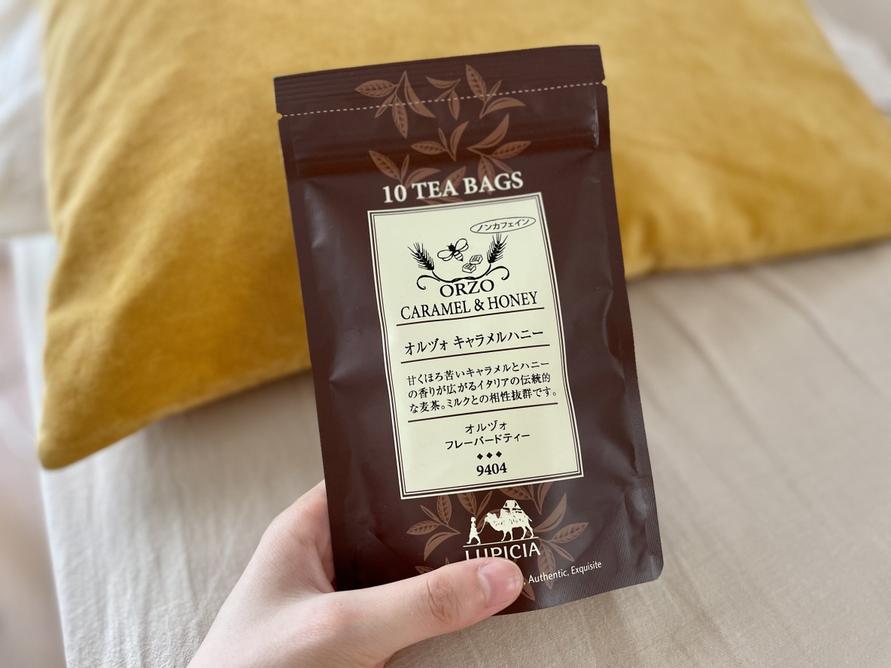 10 TEA BAGS
ノンカフェイン
ORZO
CARAMEL & HONEY
オルヅォ キャラメルハニー
甘くほろ苦いキャラメルとハニー
の香りが広がるイタリアの伝統的
な麦茶。ミルクとの相性抜群です。
オルヅォ
フレーバードティー
9404
LUPICIA
, Authentic, Exquisite